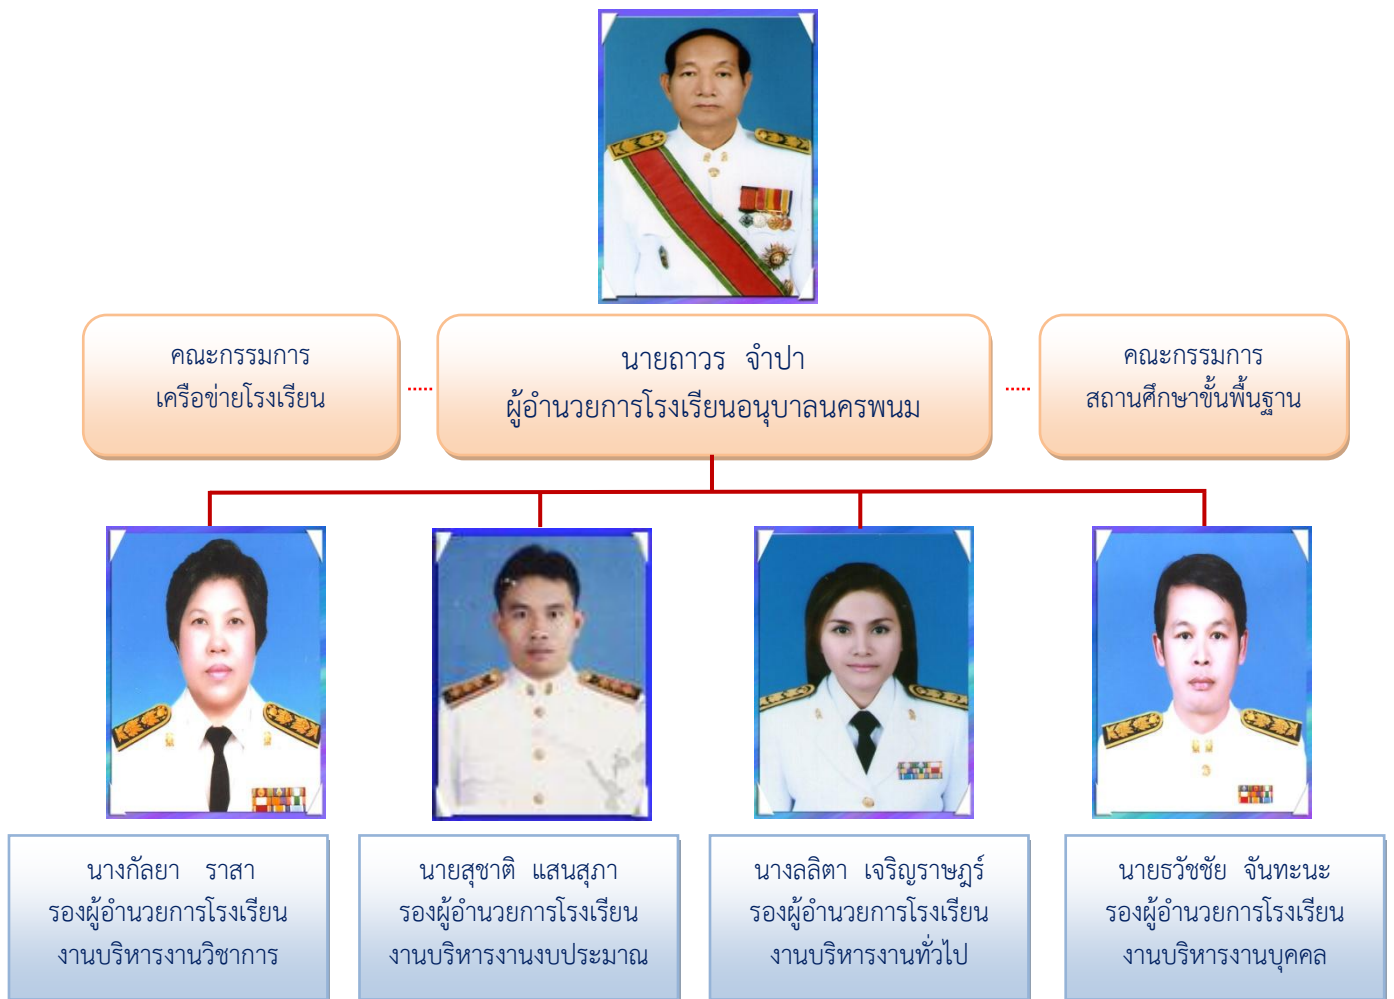 คณะกรรมการ
เครือข่ายโรงเรียน
นายถาวร จำปา
ผู้อำนวยการโรงเรียนอนุบาลนครพนม
คณะกรรมการ
สถานศึกษาขั้นพื้นฐาน
นางกัลยา ราสา
รองผู้อำนวยการโรงเรียน
งานบริหารงานวิชาการ
นายสุชาติ แสนสุภา
รองผู้อำนวยการโรงเรียน
งานบริหารงานงบประมาณ
นางลลิตา เจริญราษฎร์
รองผู้อำนวยการโรงเรียน
งานบริหารงานทั่วไป
นายธวัชชัย จันทะนะ
รองผู้อำนวยการโรงเรียน
งานบริหารงานบุคคล